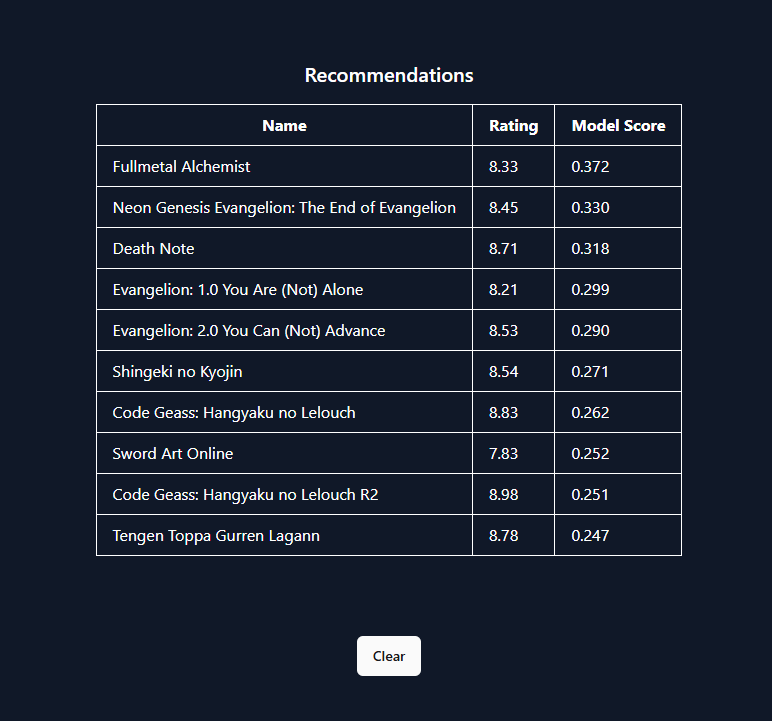 Recommendations
Name Rating Model Score
Fullmetal Alchemist 8.33 0.372
Neon Genesis Evangelion: The End of Evangelion 8.45 0.330
Death Note 8.71 0.318
Evangelion: 1.0 You Are (Not) Alone 8.21 0.299
Evangelion: 2.0 You Can (Not) Advance 8.53 0.290
Shingeki no Kyojin 8.54 0.271
Code Geass: Hangyaku no Lelouch 8.83 0.262
Sword Art Online 7.83 0.252
Code Geass: Hangyaku no Lelouch R2 8.98 0.251
Tengen Toppa Gurren Lagann 8.78 0.247
Clear